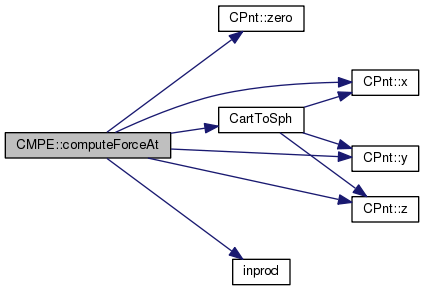 CPnt::zero
CPnt::x
CartToSph
CMPE::computeForceAt
CPnt::y
CPnt::z
inprod